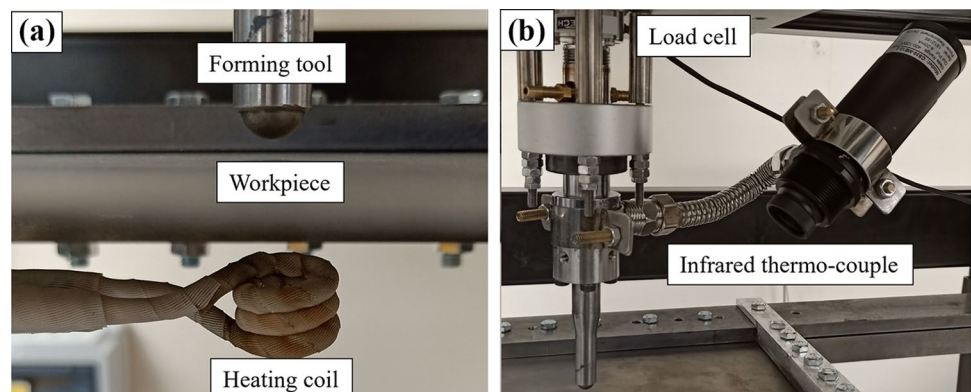 (a)
Forming tool
Workpiece
Heating coil
(b)
Load cell
Infrared thermo-couple